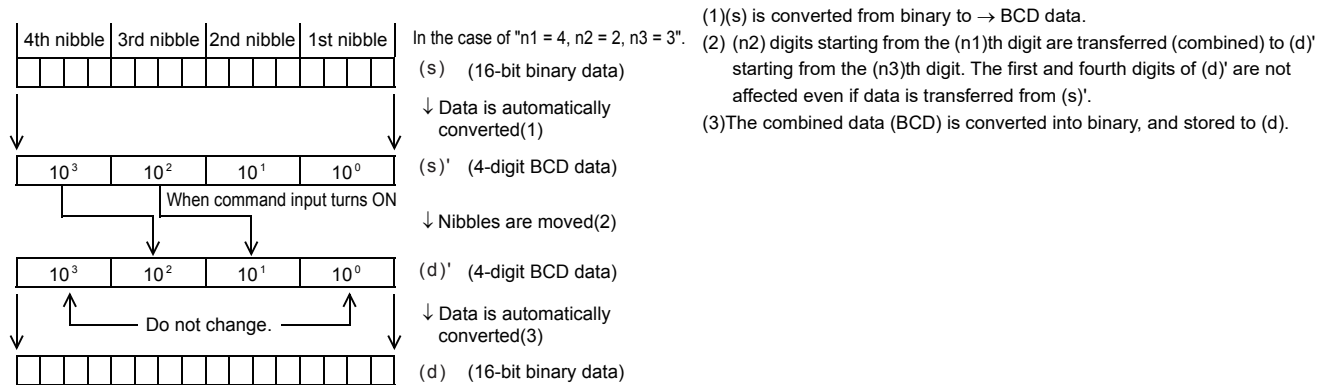 4th nibble 3rd nibble 2nd nibble 1st nibble
In the case of "n1 = 4, n2 = 2, n3 = 3".
(s) (16-bit binary data)
↓ Data is automatically
converted(1)
10³ 10² 10¹ 10⁰
(s)' (4-digit BCD data)
When command input turns ON
↓ Nibbles are moved(2)
10³ 10² 10¹ 10⁰
(d)' (4-digit BCD data)
Do not change.
↓ Data is automatically
converted(3)
(d) (16-bit binary data)
(1)(s) is converted from binary to → BCD data.
(2) (n2) digits starting from the (n1)th digit are transferred (combined) to (d)'
starting from the (n3)th digit. The first and fourth digits of (d)' are not
affected even if data is transferred from (s)'.
(3)The combined data (BCD) is converted into binary, and stored to (d).